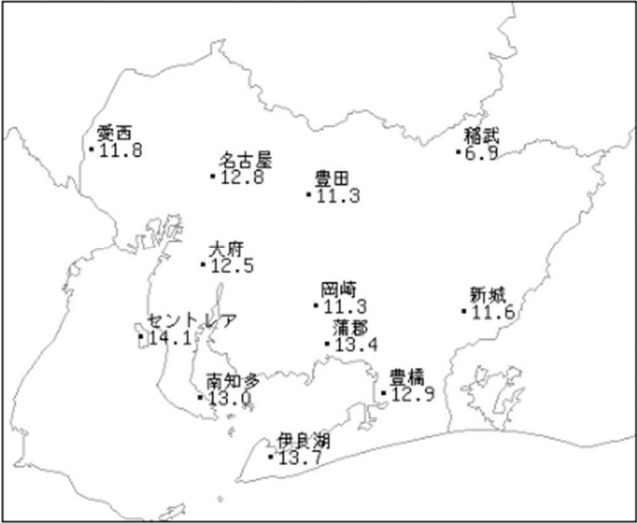 愛西
11.8
名古屋
12.8
豊田
11.3
稲武
6.9
大府
12.5
岡崎
11.3
新城
11.6
セントレア
14.1
蒲郡
13.4
南知多
13.0
豊橋
12.9
伊良湖
13.7